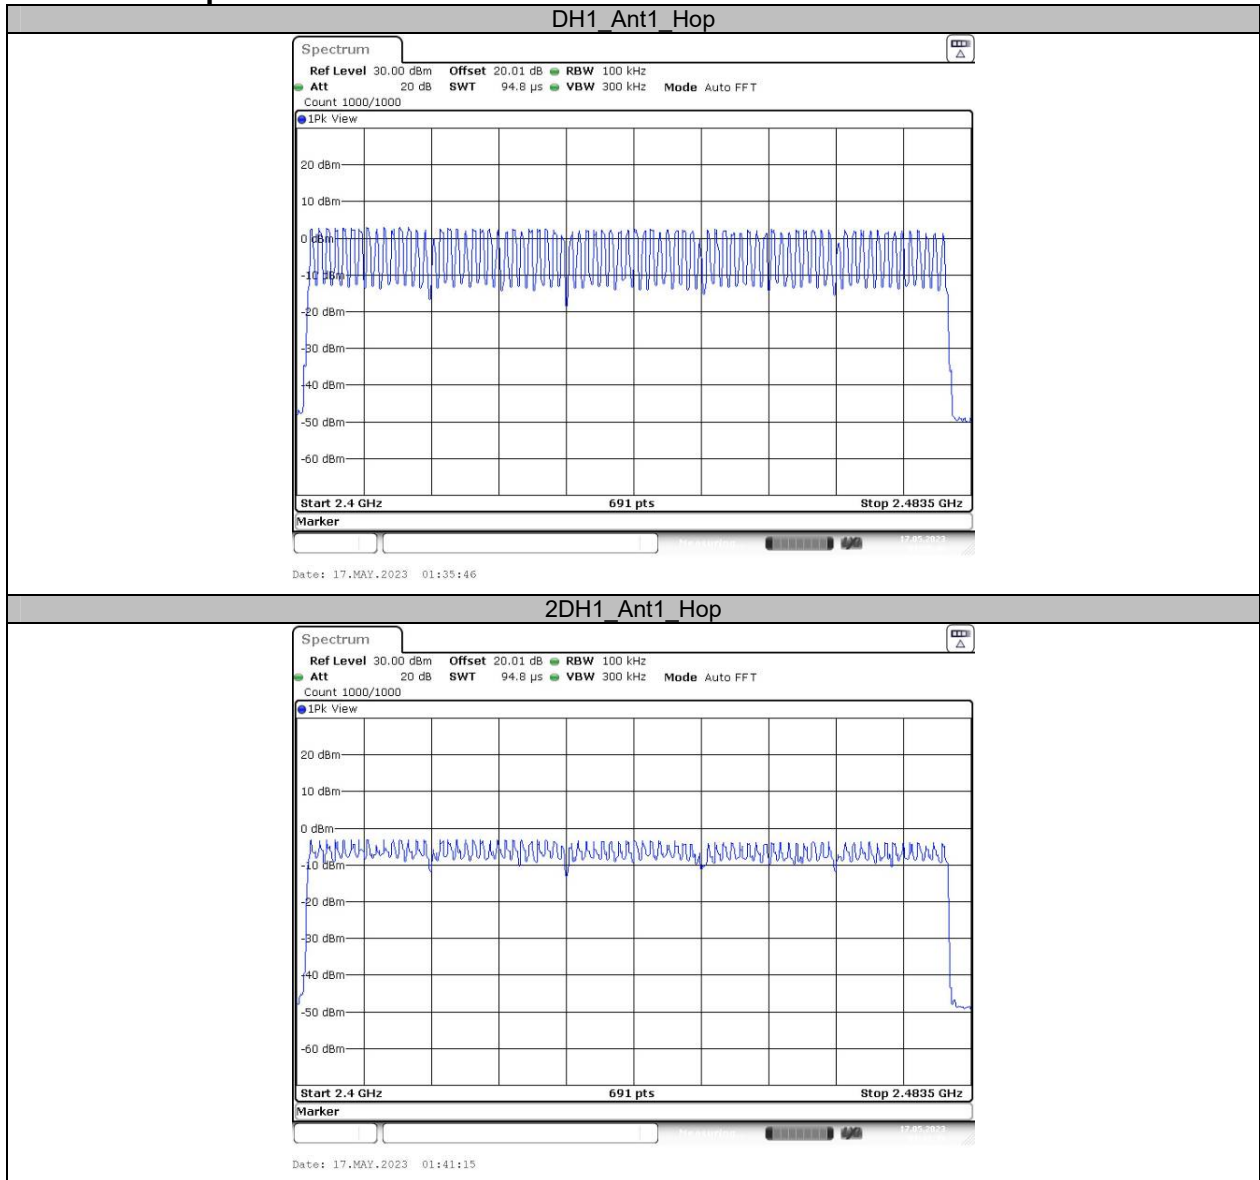 DH1_Ant1_Hop
Spectrum
Ref Level 30.00 dBm Offset 20.01 dB RBW 100 kHz
Att 20 dB SWT 94.8 µs VBW 300 kHz Mode Auto FFT
Count 1000/1000
1Pk View
20 dBm
10 dBm
0 dBm
-10 dBm
-20 dBm
-30 dBm
-40 dBm
-50 dBm
-60 dBm
Start 2.4 GHz 691 pts Stop 2.4835 GHz
Marker
17.05.2023
Date: 17.MAY.2023 01:35:46
2DH1_Ant1_Hop
Spectrum
Ref Level 30.00 dBm Offset 20.01 dB RBW 100 kHz
Att 20 dB SWT 94.8 µs VBW 300 kHz Mode Auto FFT
Count 1000/1000
1Pk View
20 dBm
10 dBm
0 dBm
-10 dBm
-20 dBm
-30 dBm
-40 dBm
-50 dBm
-60 dBm
Start 2.4 GHz 691 pts Stop 2.4835 GHz
Marker
17.05.2023
Date: 17.MAY.2023 01:41:15